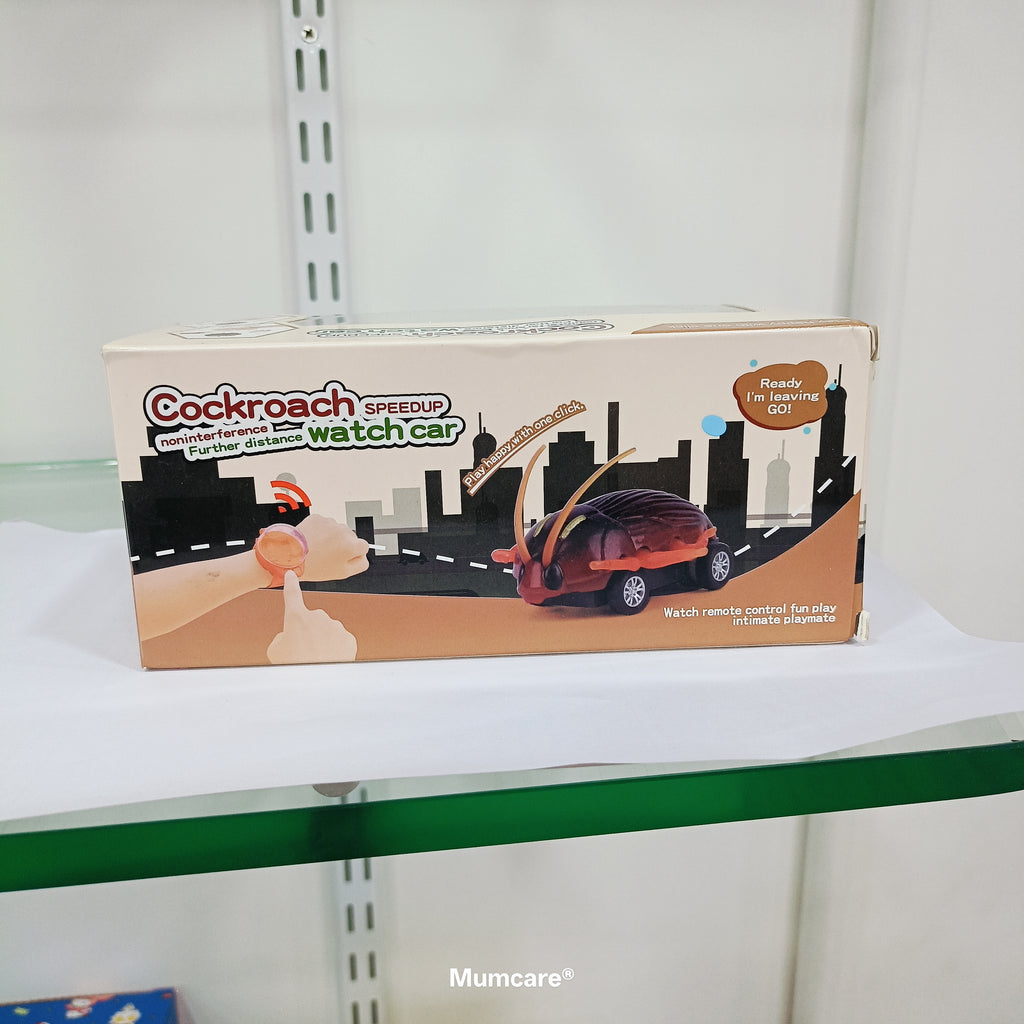 Cockroach SPEEDUP
noninterference
Further distance watch car
Play happy with one click.
Ready
I'm leaving
GO!
Watch remote control fun play
intimate playmate
Mumcare®